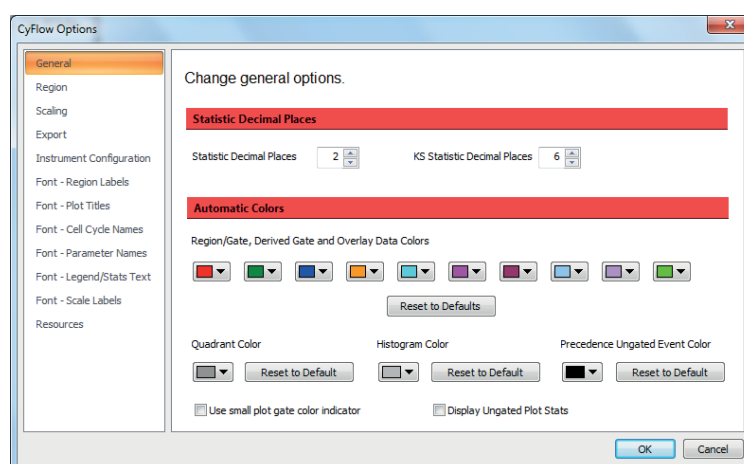 CyFlow Options
General
Region
Scaling
Export
Instrument Configuration
Font - Region Labels
Font - Plot Titles
Font - Cell Cycle Names
Font - Parameter Names
Font - Legend/Stats Text
Font - Scale Labels
Resources
Change general options.
Statistic Decimal Places
Statistic Decimal Places 2 KS Statistic Decimal Places 6
Automatic Colors
Region/Gate, Derived Gate and Overlay Data Colors
Reset to Defaults
Quadrant Color Histogram Color Precedence Ungated Event Color
Reset to Default Reset to Default Reset to Default
Use small plot gate color indicator Display Ungated Plot Stats
OK Cancel